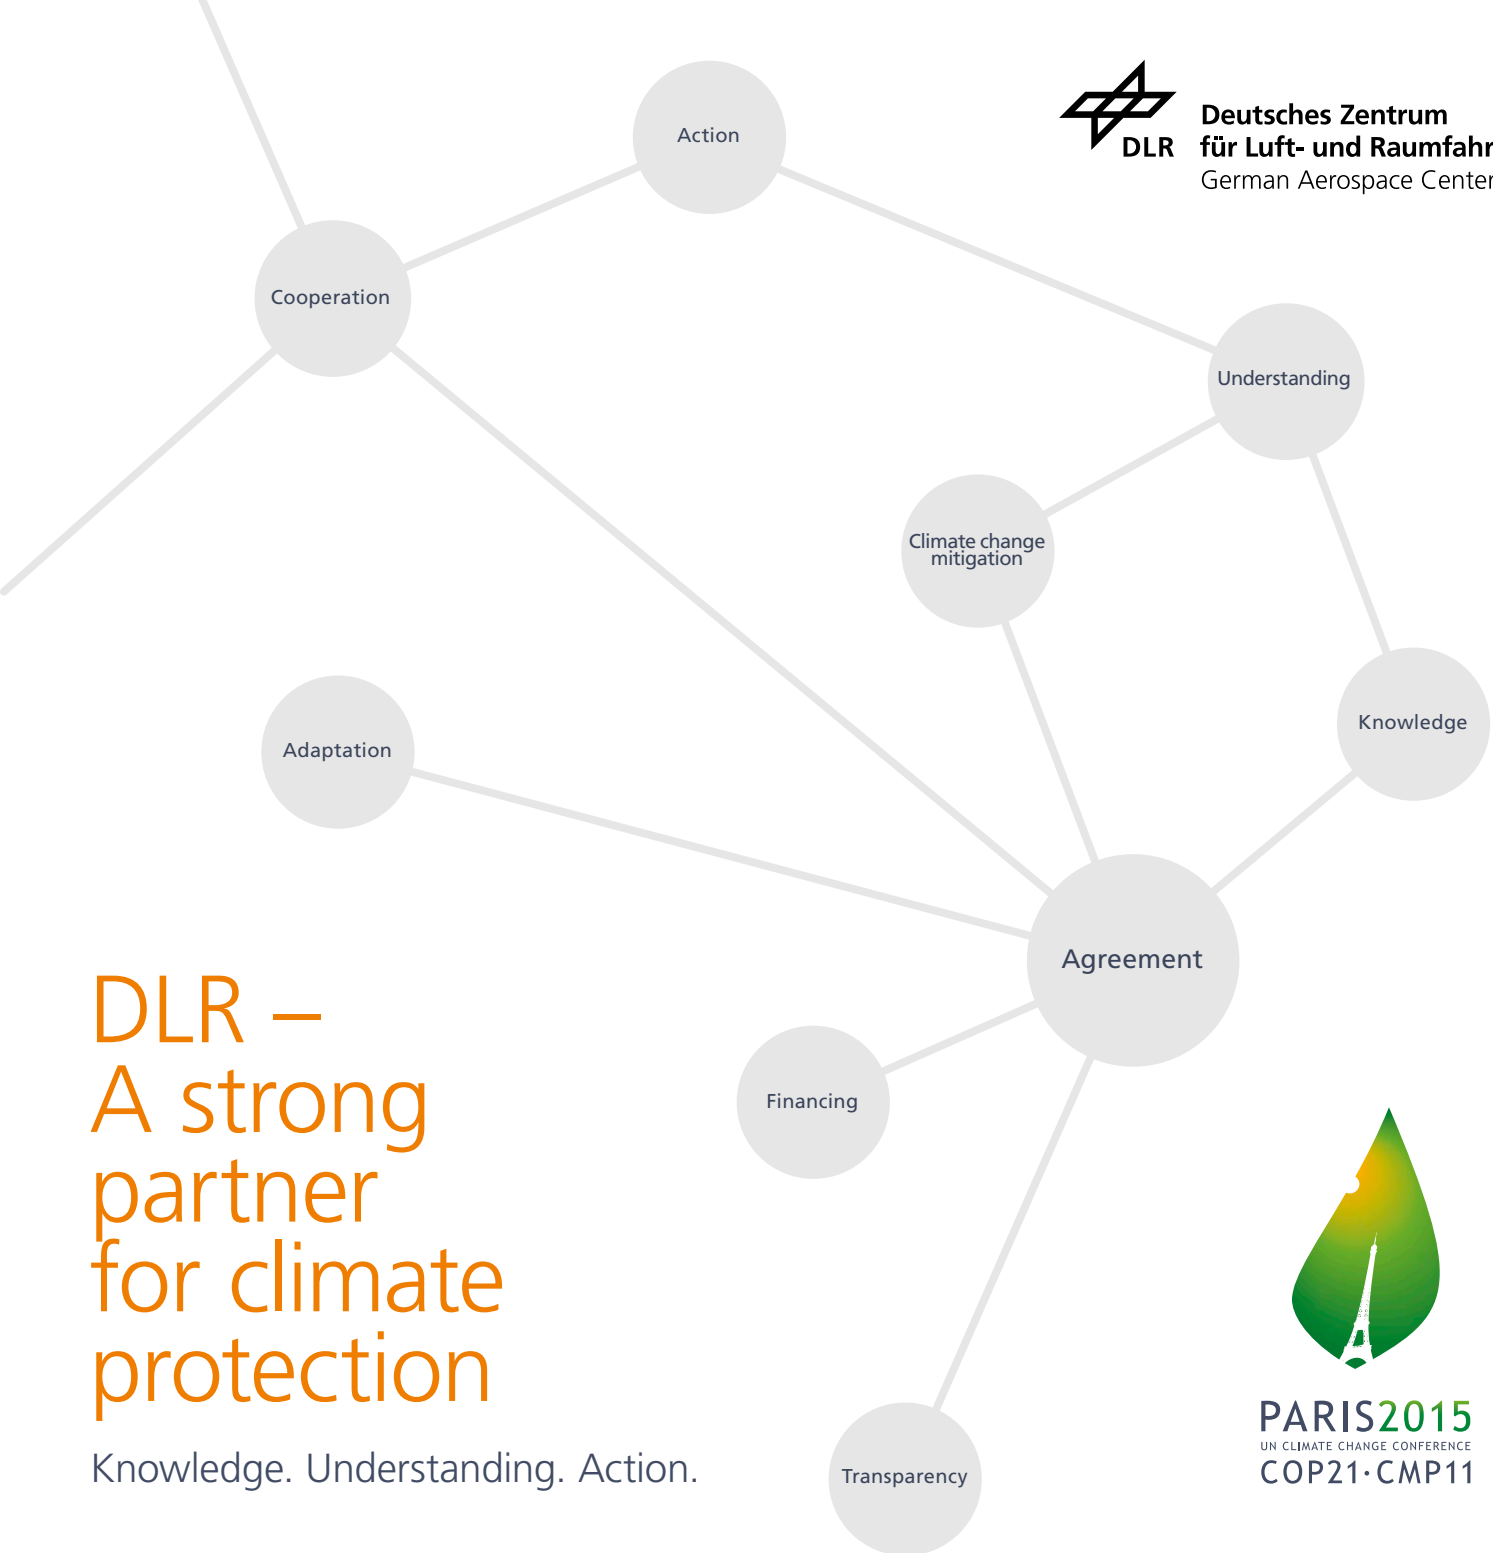 Action
DLR
Deutsches Zentrum
für Luft- und Raumfahr
German Aerospace Center
Cooperation
Understanding
Climate change
mitigation
Knowledge
Adaptation
Agreement
DLR –
A strong
partner
for climate
protection
Financing
Knowledge. Understanding. Action.
Transparency
PARIS2015
UN CLIMATE CHANGE CONFERENCE
COP21·CMP11